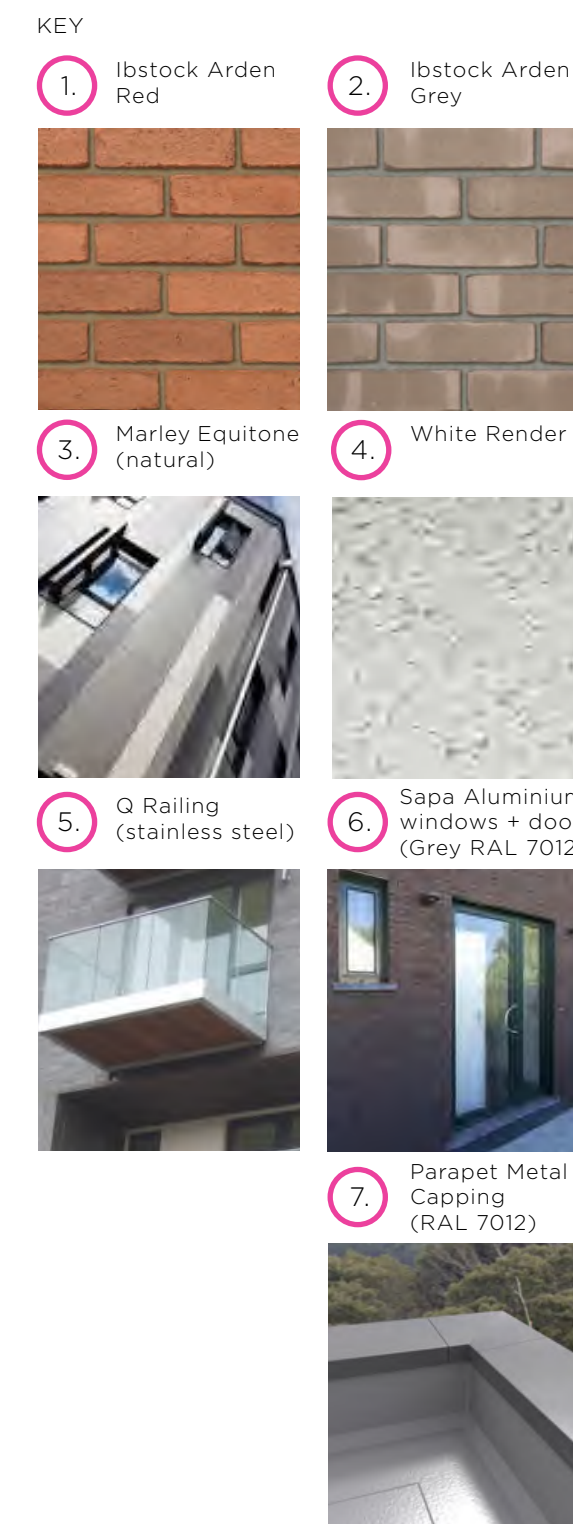 KEY
1.
Ibstock Arden
Red
2.
Ibstock Arden
Grey
3.
Marley Equitone
(natural)
4.
White Render
5.
Q Railing
(stainless steel)
6.
Sapa Aluminium
windows + doo
(Grey RAL 7012
7.
Parapet Metal
Capping
(RAL 7012)